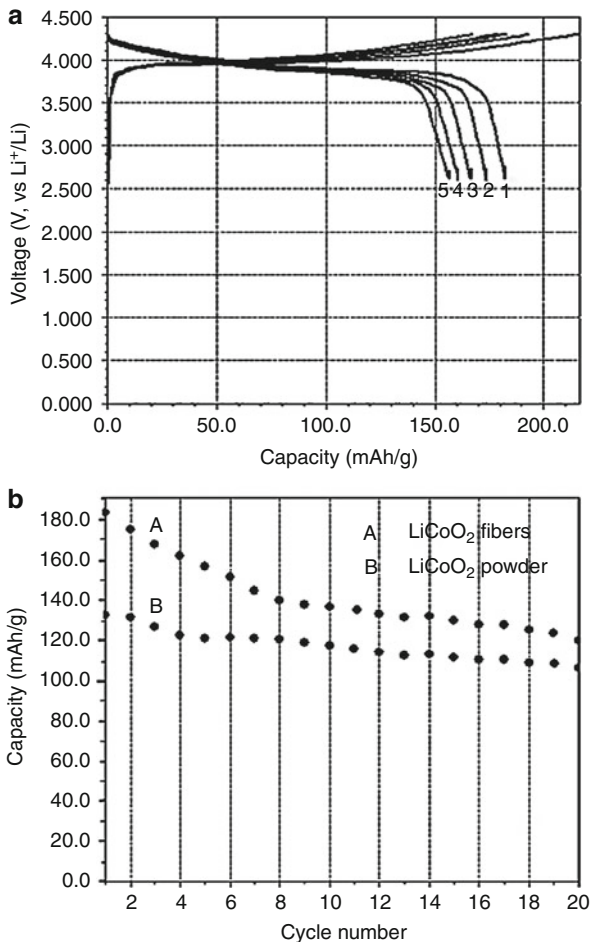 a
4.500
4.000
3.500
3.000
2.500
2.000
1.500
1.000
0.500
0.000
Voltage (V, vs Li⁺/Li)
5 4 3 2 1
0.0 50.0 100.0 150.0 200.0
Capacity (mAh/g)
b
180.0
160.0
140.0
120.0
100.0
80.0
60.0
40.0
20.0
0.0
Capacity (mAh/g)
A
B
A LiCoO₂ fibers
B LiCoO₂ powder
2 4 6 8 10 12 14 16 18 20
Cycle number